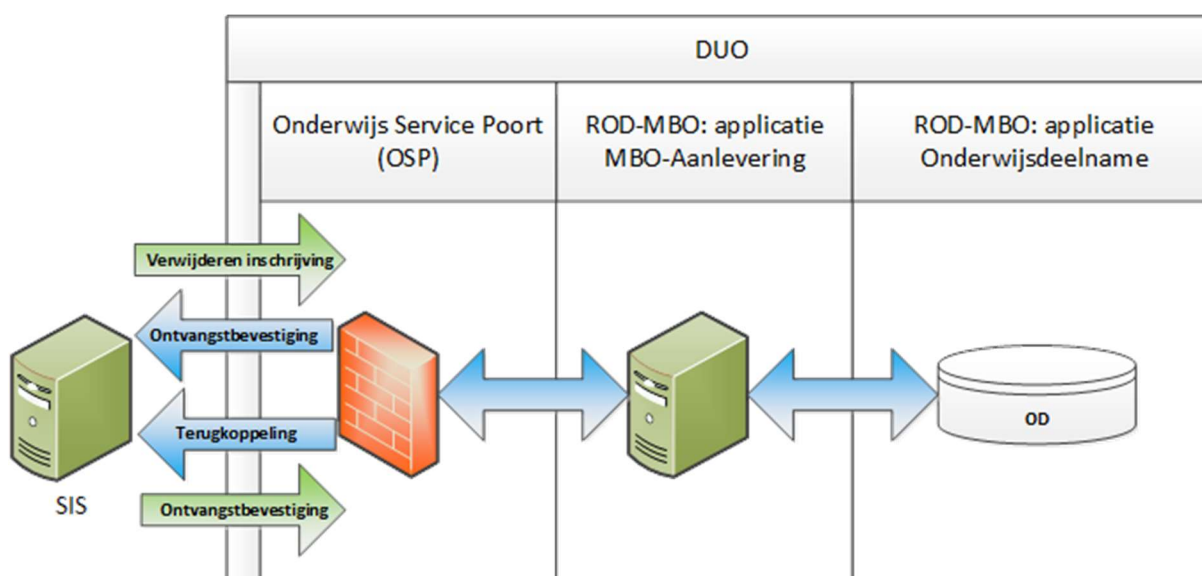 DUO
Onderwijs Service Poort
(OSP)
ROD-MBO: applicatie
MBO-Aanlevering
ROD-MBO: applicatie
Onderwijsdeelname
Verwijderen inschrijving
Ontvangstbevestiging
Terugkoppeling
Ontvangstbevestiging
SIS
OD